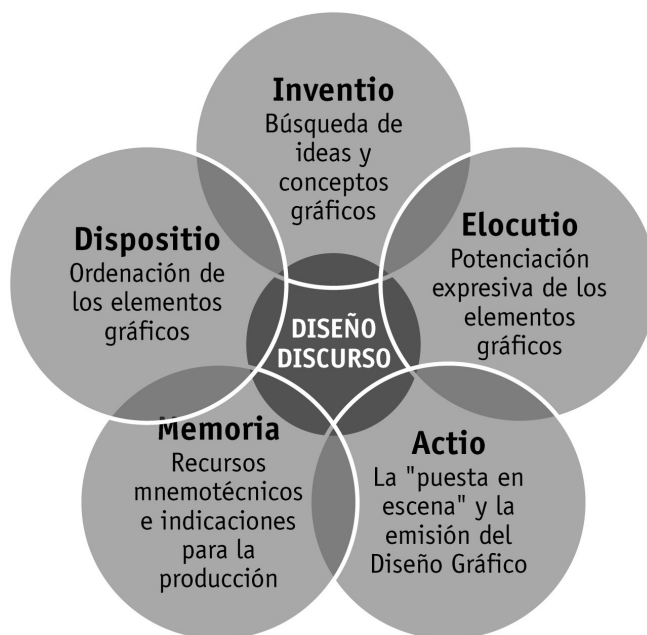 Inventio
Búsqueda de
ideas y
conceptos
gráficos
Dispositio
Ordenación de
los elementos
gráficos
Elocutio
Potenciación
expresiva de los
elementos
gráficos
DISEÑO
DISCURSO
Memoria
Recursos
mnemotécnicos
e indicaciones
para la
producción
Actio
La "puesta en
escena" y la
emisión del
Diseño Gráfico